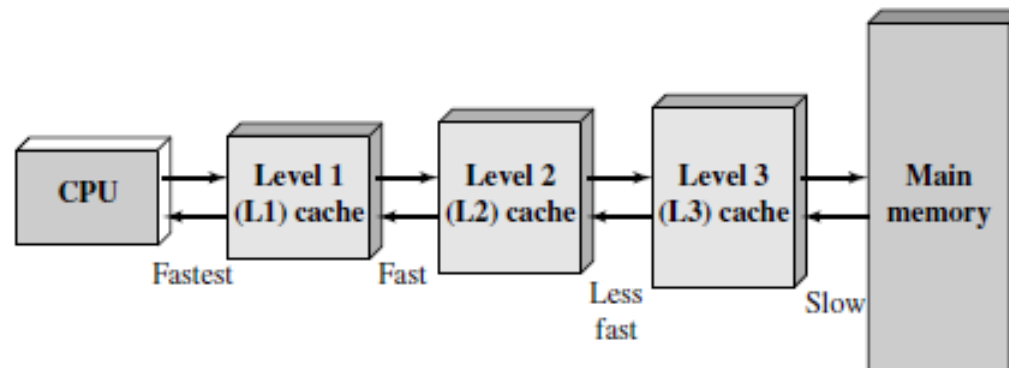 CPU
Level 1
(L1) cache
Level 2
(L2) cache
Level 3
(L3) cache
Main
memory
Fastest
Fast
Less
fast
Slow